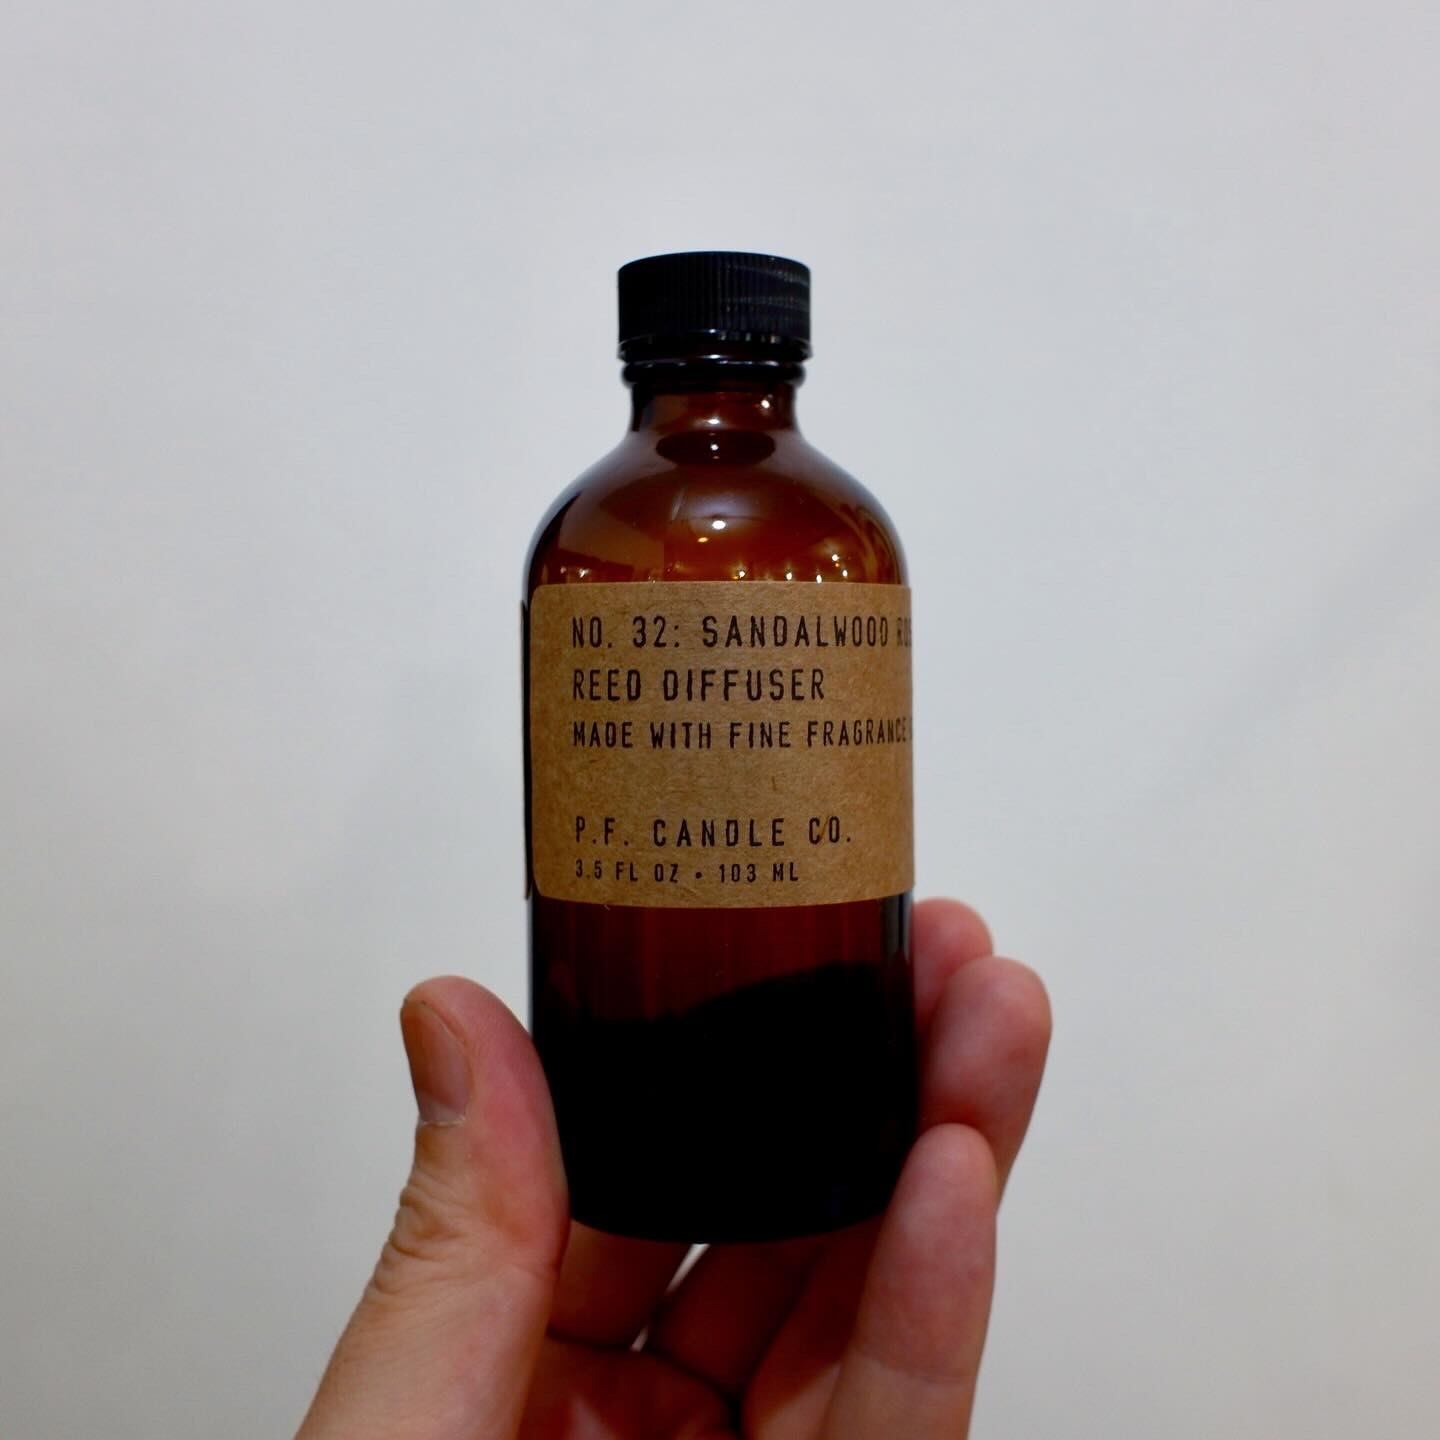 NO. 32: SANDALWOOD
REED DIFFUSER
MADE WITH FINE FRAGRANCE
P.F. CANDLE CO.
3.5 FL OZ • 103 ML